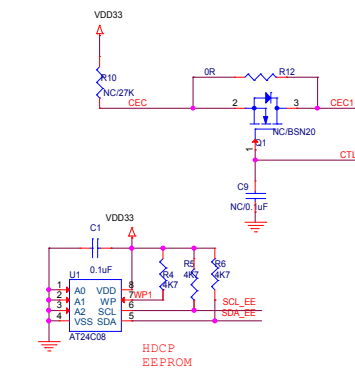 VDD33
R10
NC/27K
CEC
0R
R12
2
3
CEC1
NC/BSN20
Q1
1
CTL
C9
NC/0.1uF
VDD33
C1
0.1uF
U1
1
2
3
4
A0
A1
A2
VSS
VDD
WP
SCL
SDA
8
7
6
5
WP1
R4
4K7
R5
4K7
R6
4K7
SCL_EE
SDA_EE
AT24C08
HDCP
EEPROM